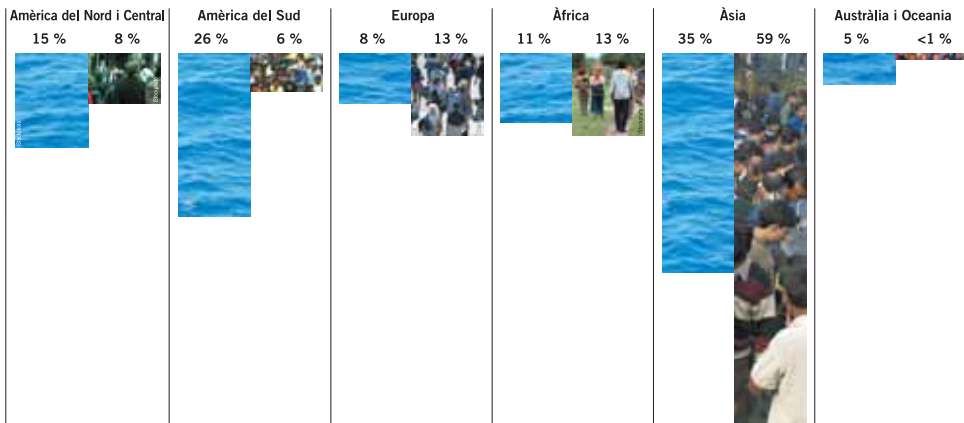 Amèrica del Nord i Central
15 % 8 %
Amèrica del Sud
26 % 6 %
Europa
8 % 13 %
Àfrica
11 % 13 %
Àsia
35 % 59 %
Austràlia i Oceania
5 % <1 %